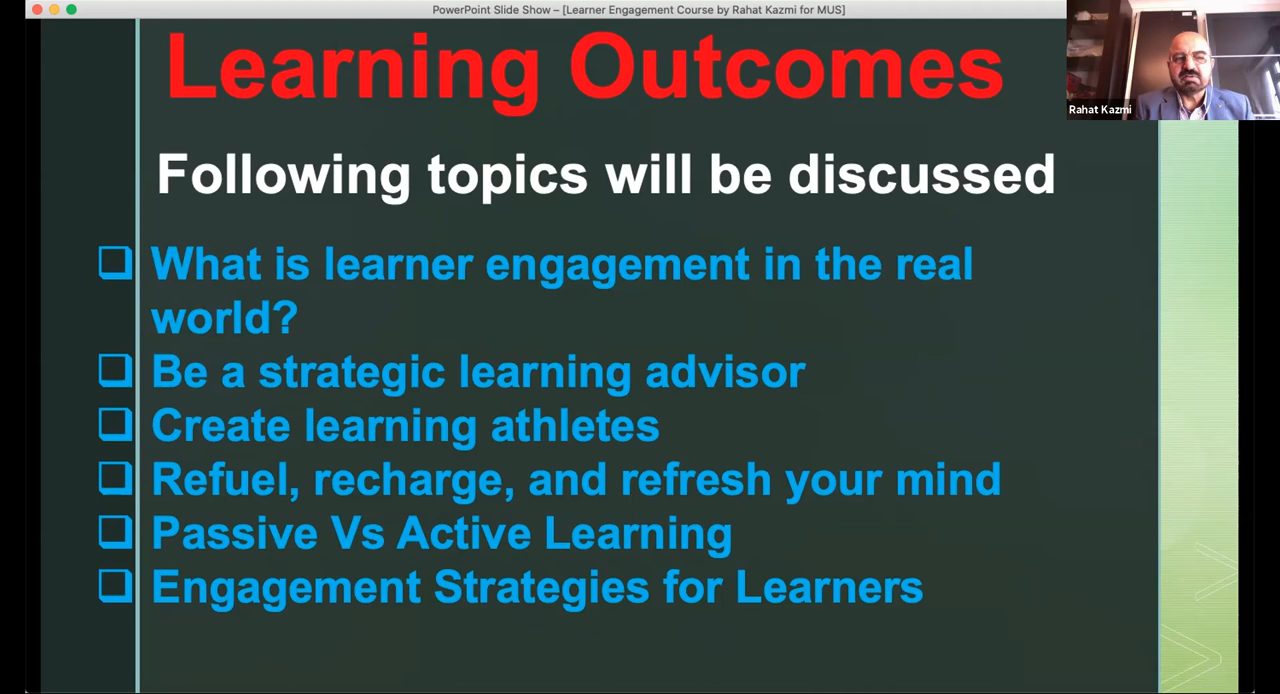 PowerPoint Slide Show – [Learner Engagement Course by Rahat Kazmi for MUS]
Rahat Kazmi
Learning Outcomes
Following topics will be discussed
❑ What is learner engagement in the real
world?
❑ Be a strategic learning advisor
❑ Create learning athletes
❑ Refuel, recharge, and refresh your mind
❑ Passive Vs Active Learning
❑ Engagement Strategies for Learners